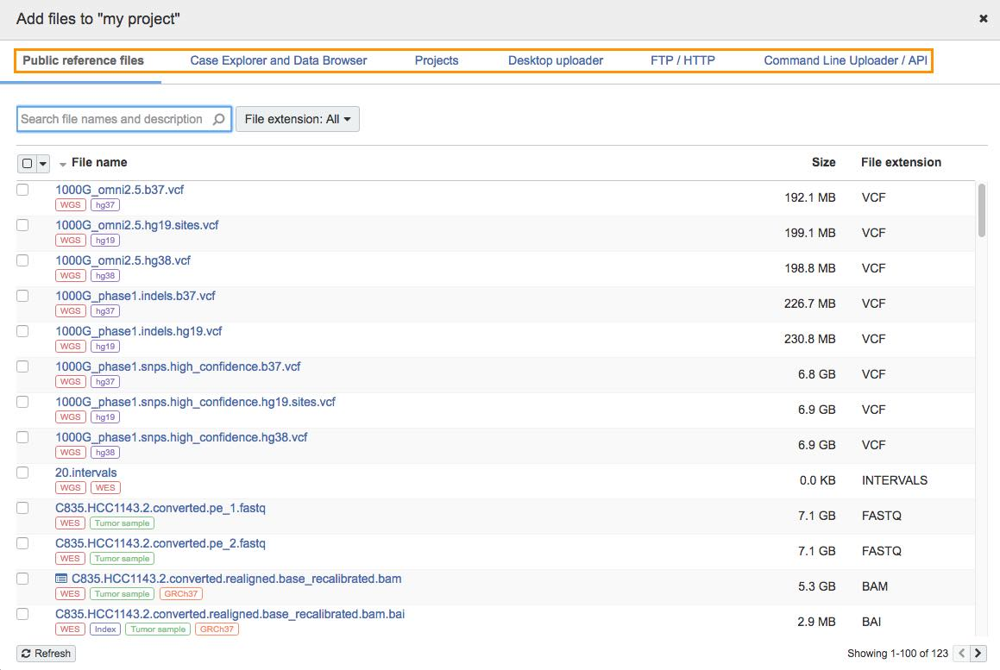 Add files to "my project"
Public reference files Case Explorer and Data Browser Projects Desktop uploader FTP / HTTP Command Line Uploader / API
Search file names and description File extension: All
File name Size File extension
1000G_omni2.5.b37.vcf
WGS hg37 192.1 MB VCF
1000G_omni2.5.hg19.sites.vcf
WGS hg19 199.1 MB VCF
1000G_omni2.5.hg38.vcf
WGS hg38 198.8 MB VCF
1000G_phase1.indels.b37.vcf
WGS hg37 226.7 MB VCF
1000G_phase1.indels.hg19.vcf
WGS hg19 230.8 MB VCF
1000G_phase1.snps.high_confidence.b37.vcf
WGS hg37 6.8 GB VCF
1000G_phase1.snps.high_confidence.hg19.sites.vcf
WGS hg19 6.9 GB VCF
1000G_phase1.snps.high_confidence.hg38.vcf
WGS hg38 6.9 GB VCF
20.intervals
WGS WES 0.0 KB INTERVALS
C835.HCC1143.2.converted.pe_1.fastq
WES Tumor sample 7.1 GB FASTQ
C835.HCC1143.2.converted.pe_2.fastq
WES Tumor sample 7.1 GB FASTQ
C835.HCC1143.2.converted.realigned.base_recalibrated.bam
WES Tumor sample GRCh37 5.3 GB BAM
C835.HCC1143.2.converted.realigned.base_recalibrated.bam.bai
WES Index Tumor sample GRCh37 2.9 MB BAI
Refresh Showing 1-100 of 123